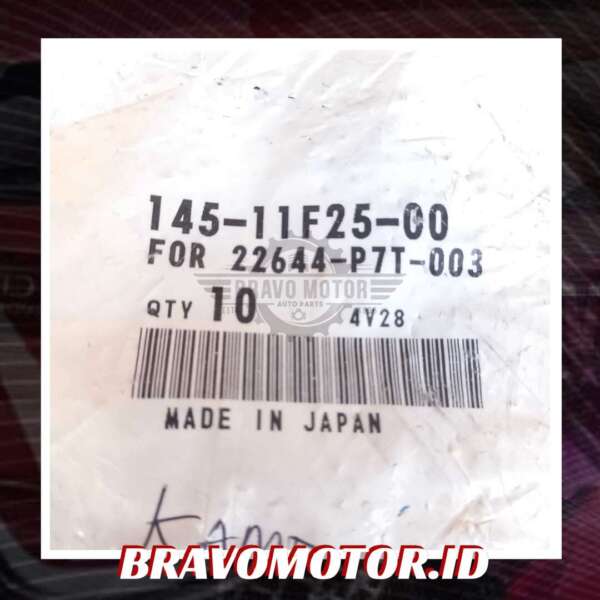 145-11F25-00
FOR 22644-P7T-003
BRAVO MOTOR
AUTO PARTS
QTY 10 4V28
MADE IN JAPAN
BRAVOMOTOR.ID